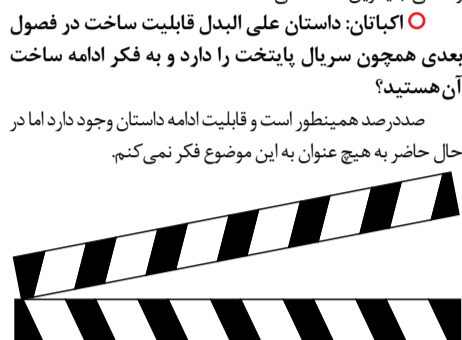 اکباتان: داستان علی البدل قابلیت ساخت در فصول
بعدی همچون سریال پایتخت را دارد و به فکر ادامه ساخت
آن هستید؟
صددرصد همینطور است و قابلیت ادامه داستان وجود دارد اما در
حال حاضر به هیچ عنوان به این موضوع فکر نمی‌کنم.